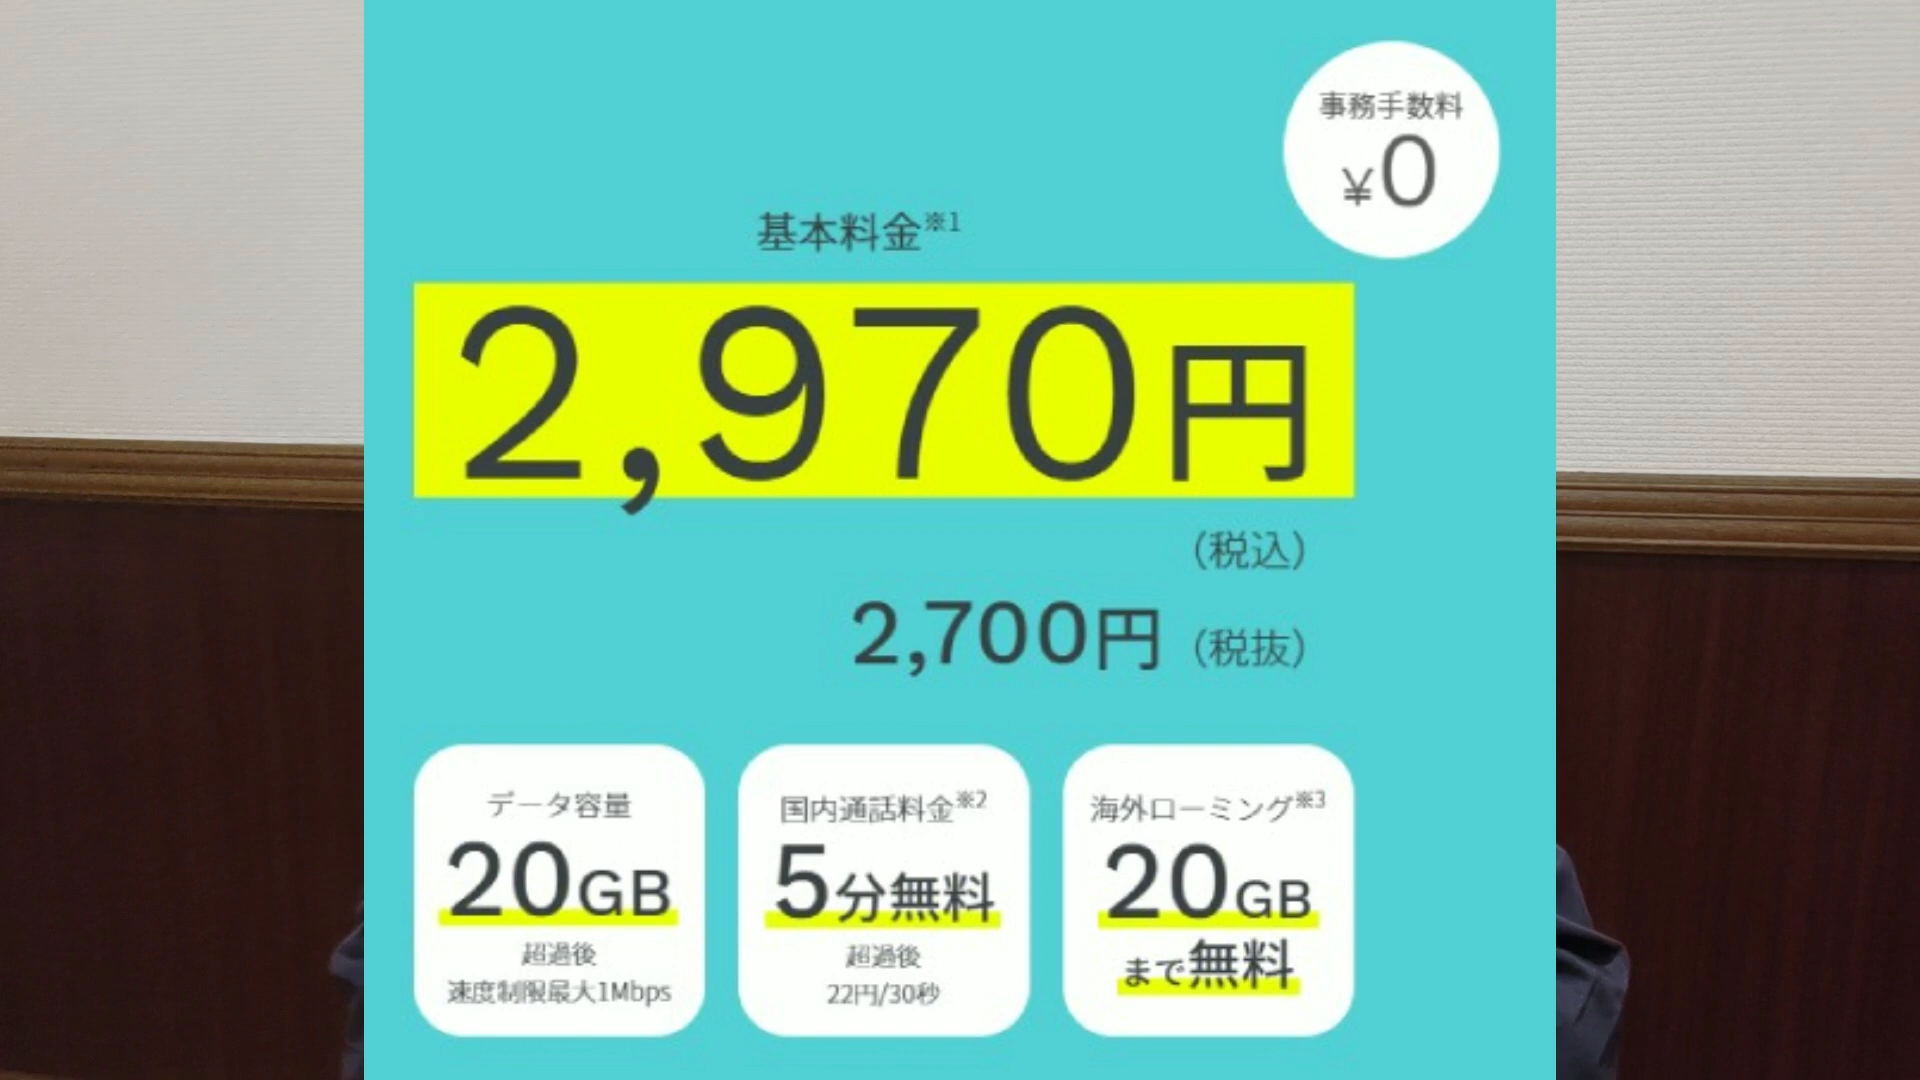 事務手数料
¥0
基本料金※1
2,970円
（税込）
2,700円（税抜）
データ容量
20GB
超過後
速度制限最大1Mbps
国内通話料金※2
5分無料
超過後
22円/30秒
海外ローミング※3
20GB
まで無料